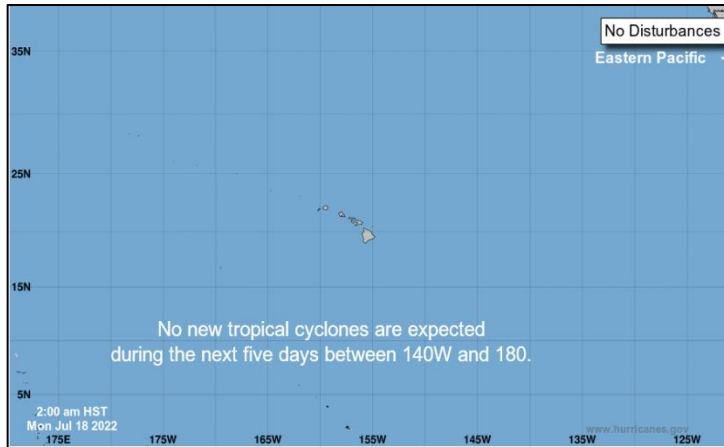 No Disturbances
35N
Eastern Pacific
25N
15N
No new tropical cyclones are expected
during the next five days between 140W and 180.
5N
2:00 am HST
Mon Jul 18 2022
www.hurricanes.gov
175E 175W 165W 155W 145W 135W 125W